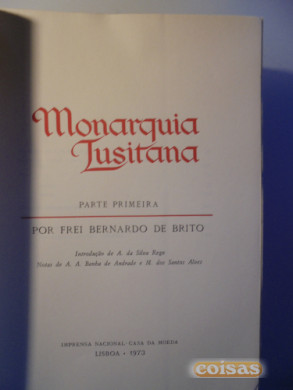 Monarquia
Lusitana
PARTE PRIMEIRA
POR FREI BERNARDO DE BRITO
Introdução de A. da Silva Rego
Notas de A. A. Banha de Andrade e M. dos Santos Alves
IMPRENSA NACIONAL-CASA DA MOEDA
LISBOA • 1973
coisas